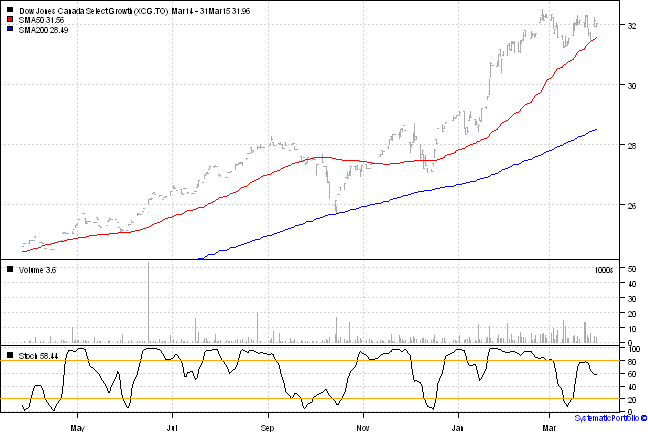 Dow Jones Canada Select Growth (XCG.TO) Mar14 - 31Mar15 31.96
SMA50 31.56
SMA200 28.49
32
30
28
26
Volume 3.6
1000s
50
40
30
20
10
0
Stoch 58.44
100
80
60
40
20
0
May
Jul
Sep
Nov
Jan
Mar
SystematicPortfolio ©